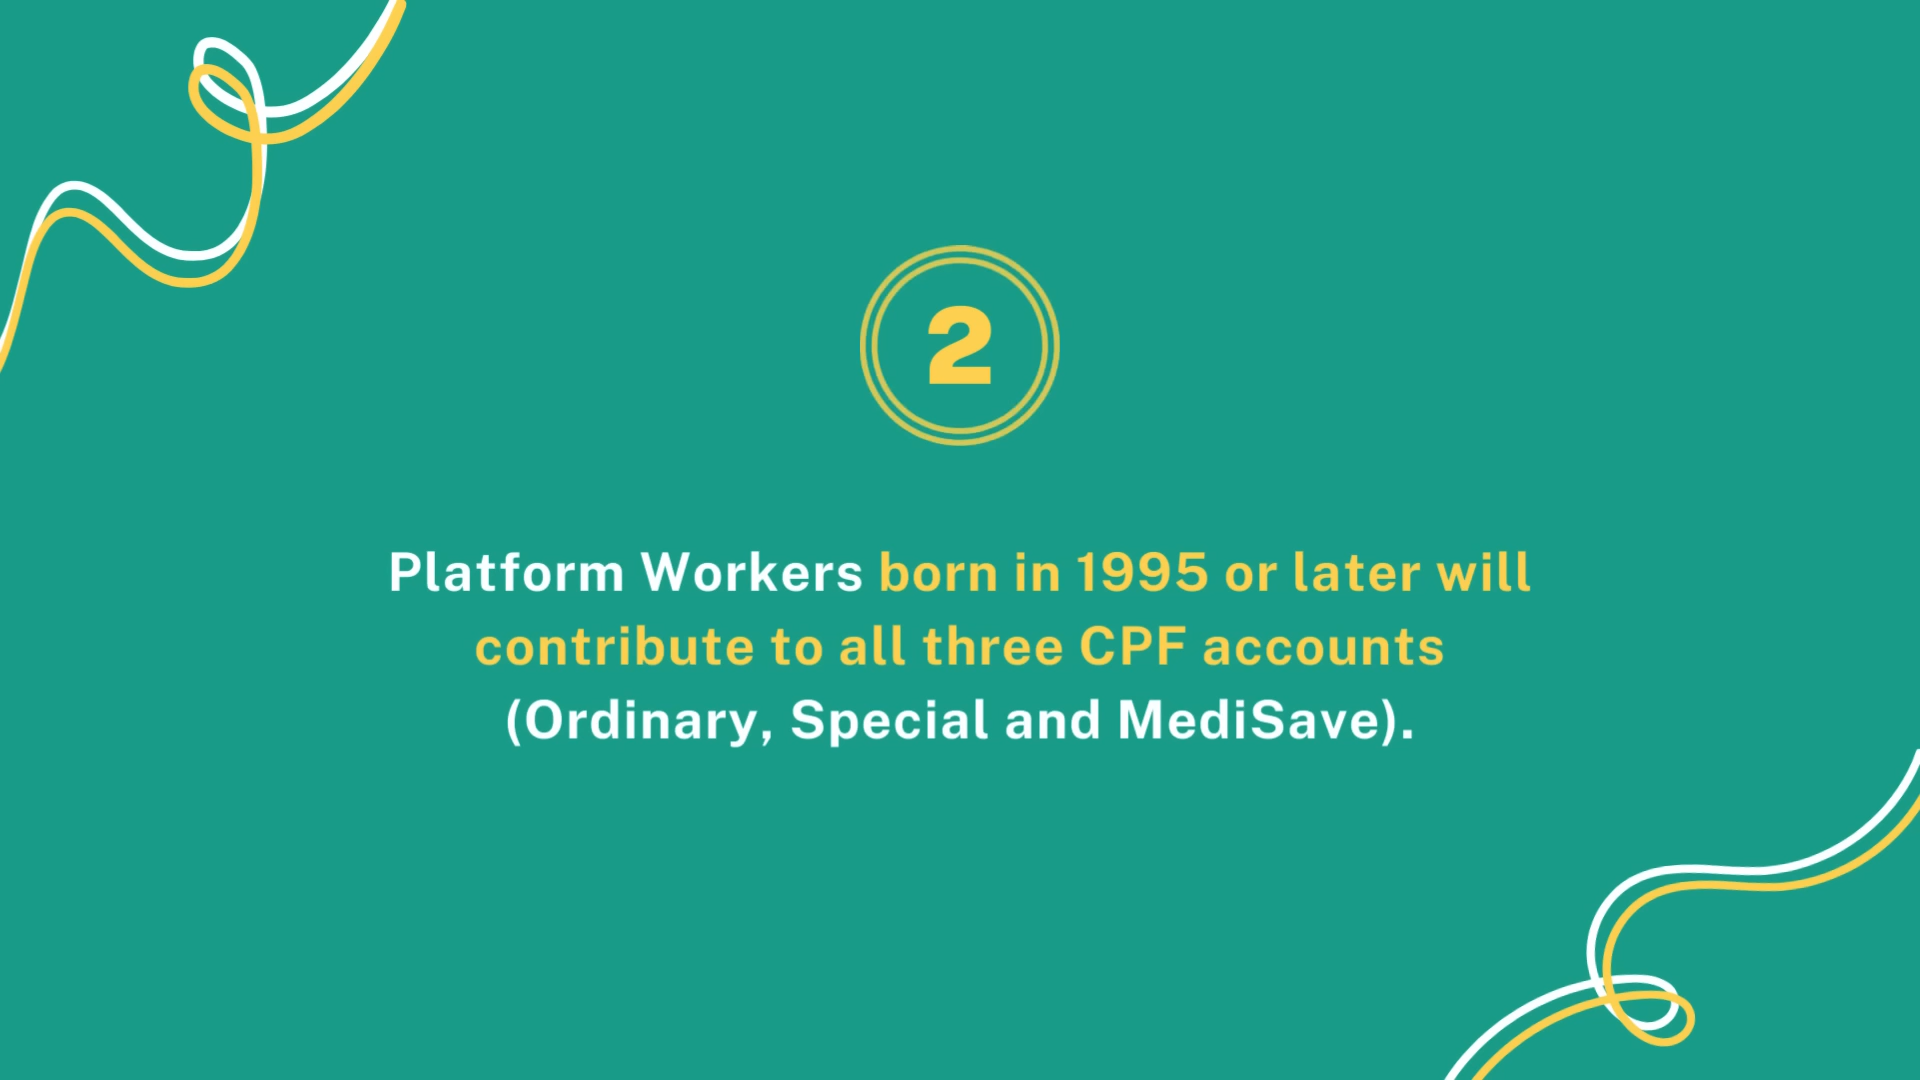 2
Platform Workers born in 1995 or later will
contribute to all three CPF accounts
(Ordinary, Special and MediSave).